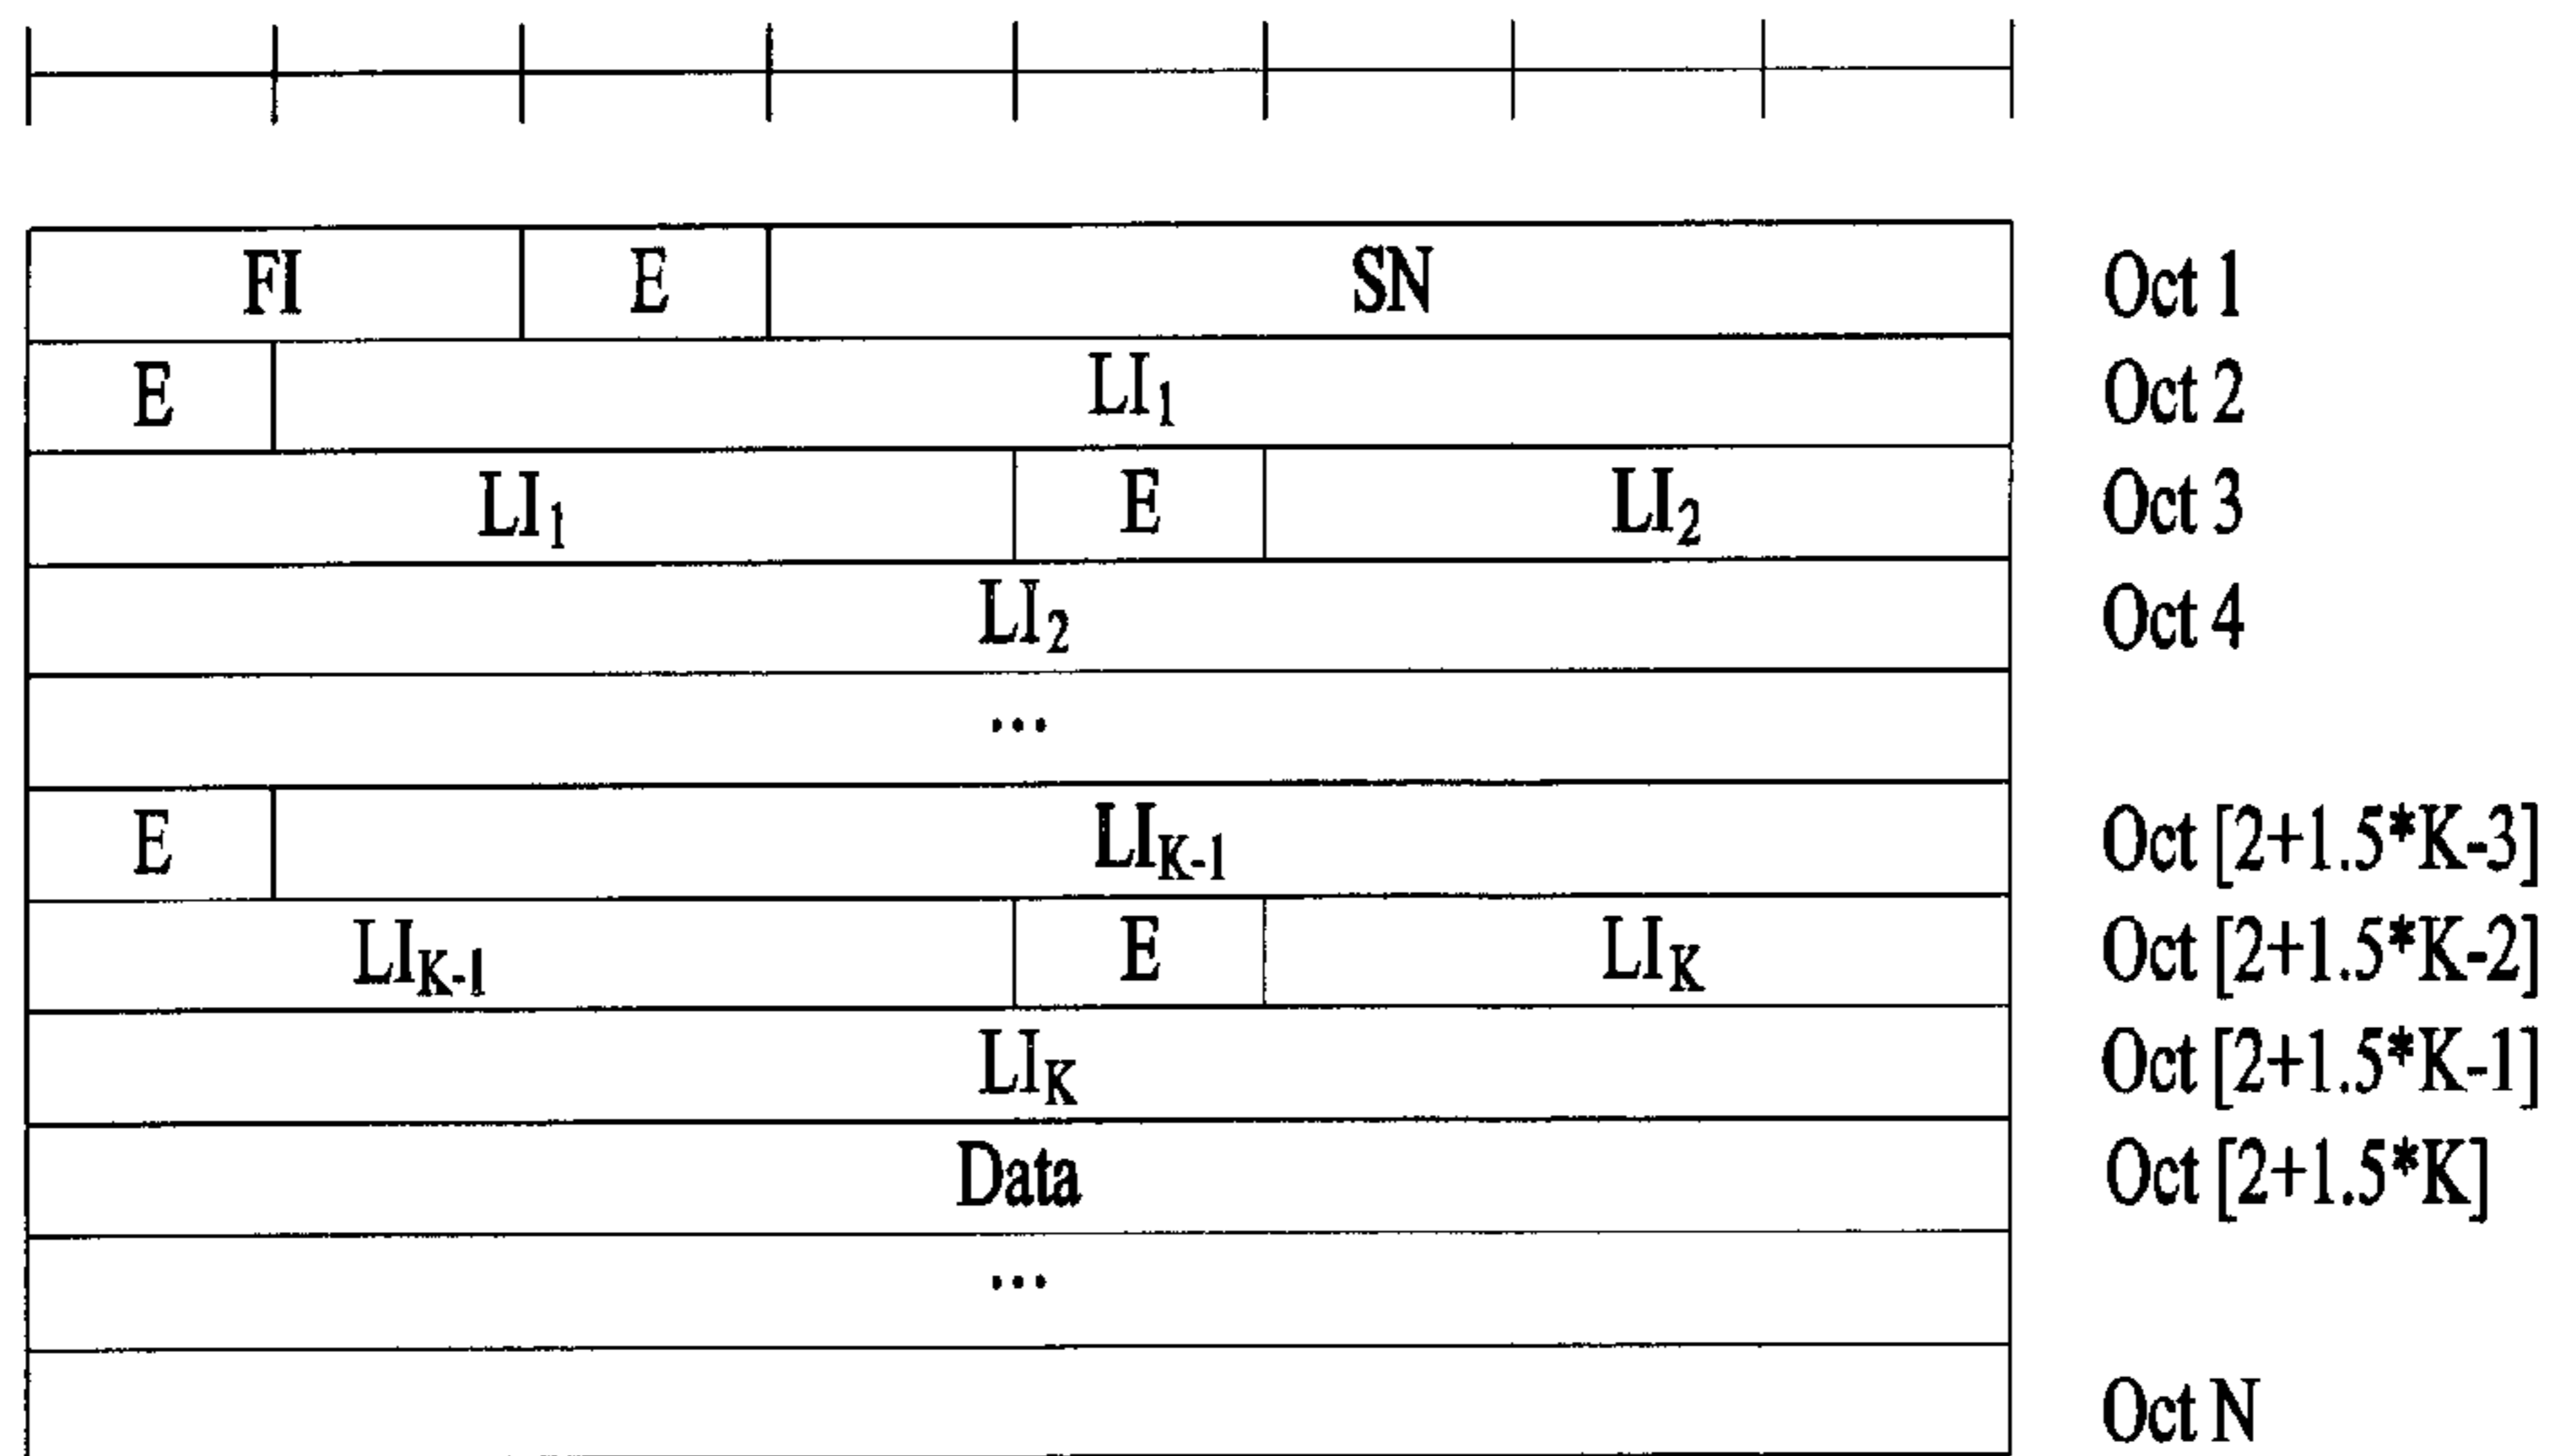 FI E SN Oct 1
E LI1 Oct 2
LI1 E LI2 Oct 3
LI2 Oct 4
...
E LIK-1 Oct [2+1.5*K-3]
LIK-1 E LIK Oct [2+1.5*K-2]
LIK Oct [2+1.5*K-1]
Data Oct [2+1.5*K]
...
Oct N